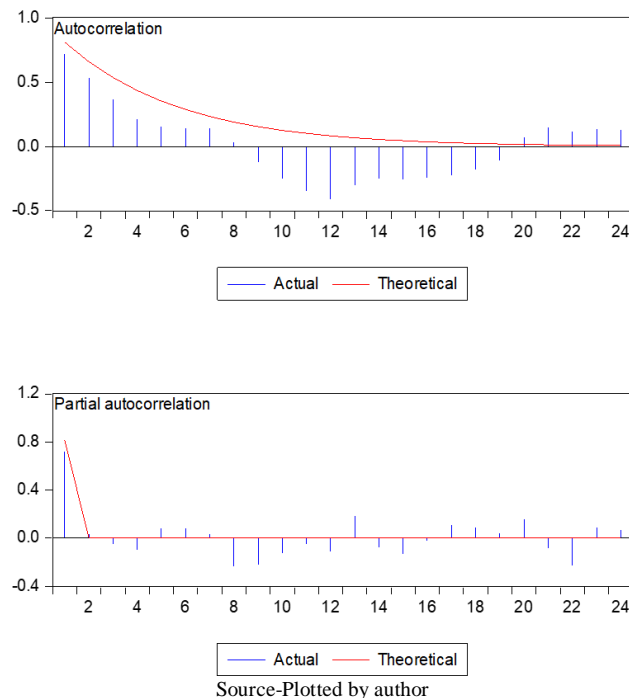 1.0
Autocorrelation
0.5
0.0
-0.5
2 4 6 8 10 12 14 16 18 20 22 24
Actual Theoretical
1.2
Partial autocorrelation
0.8
0.4
0.0
-0.4
2 4 6 8 10 12 14 16 18 20 22 24
Actual Theoretical
Source-Plotted by author